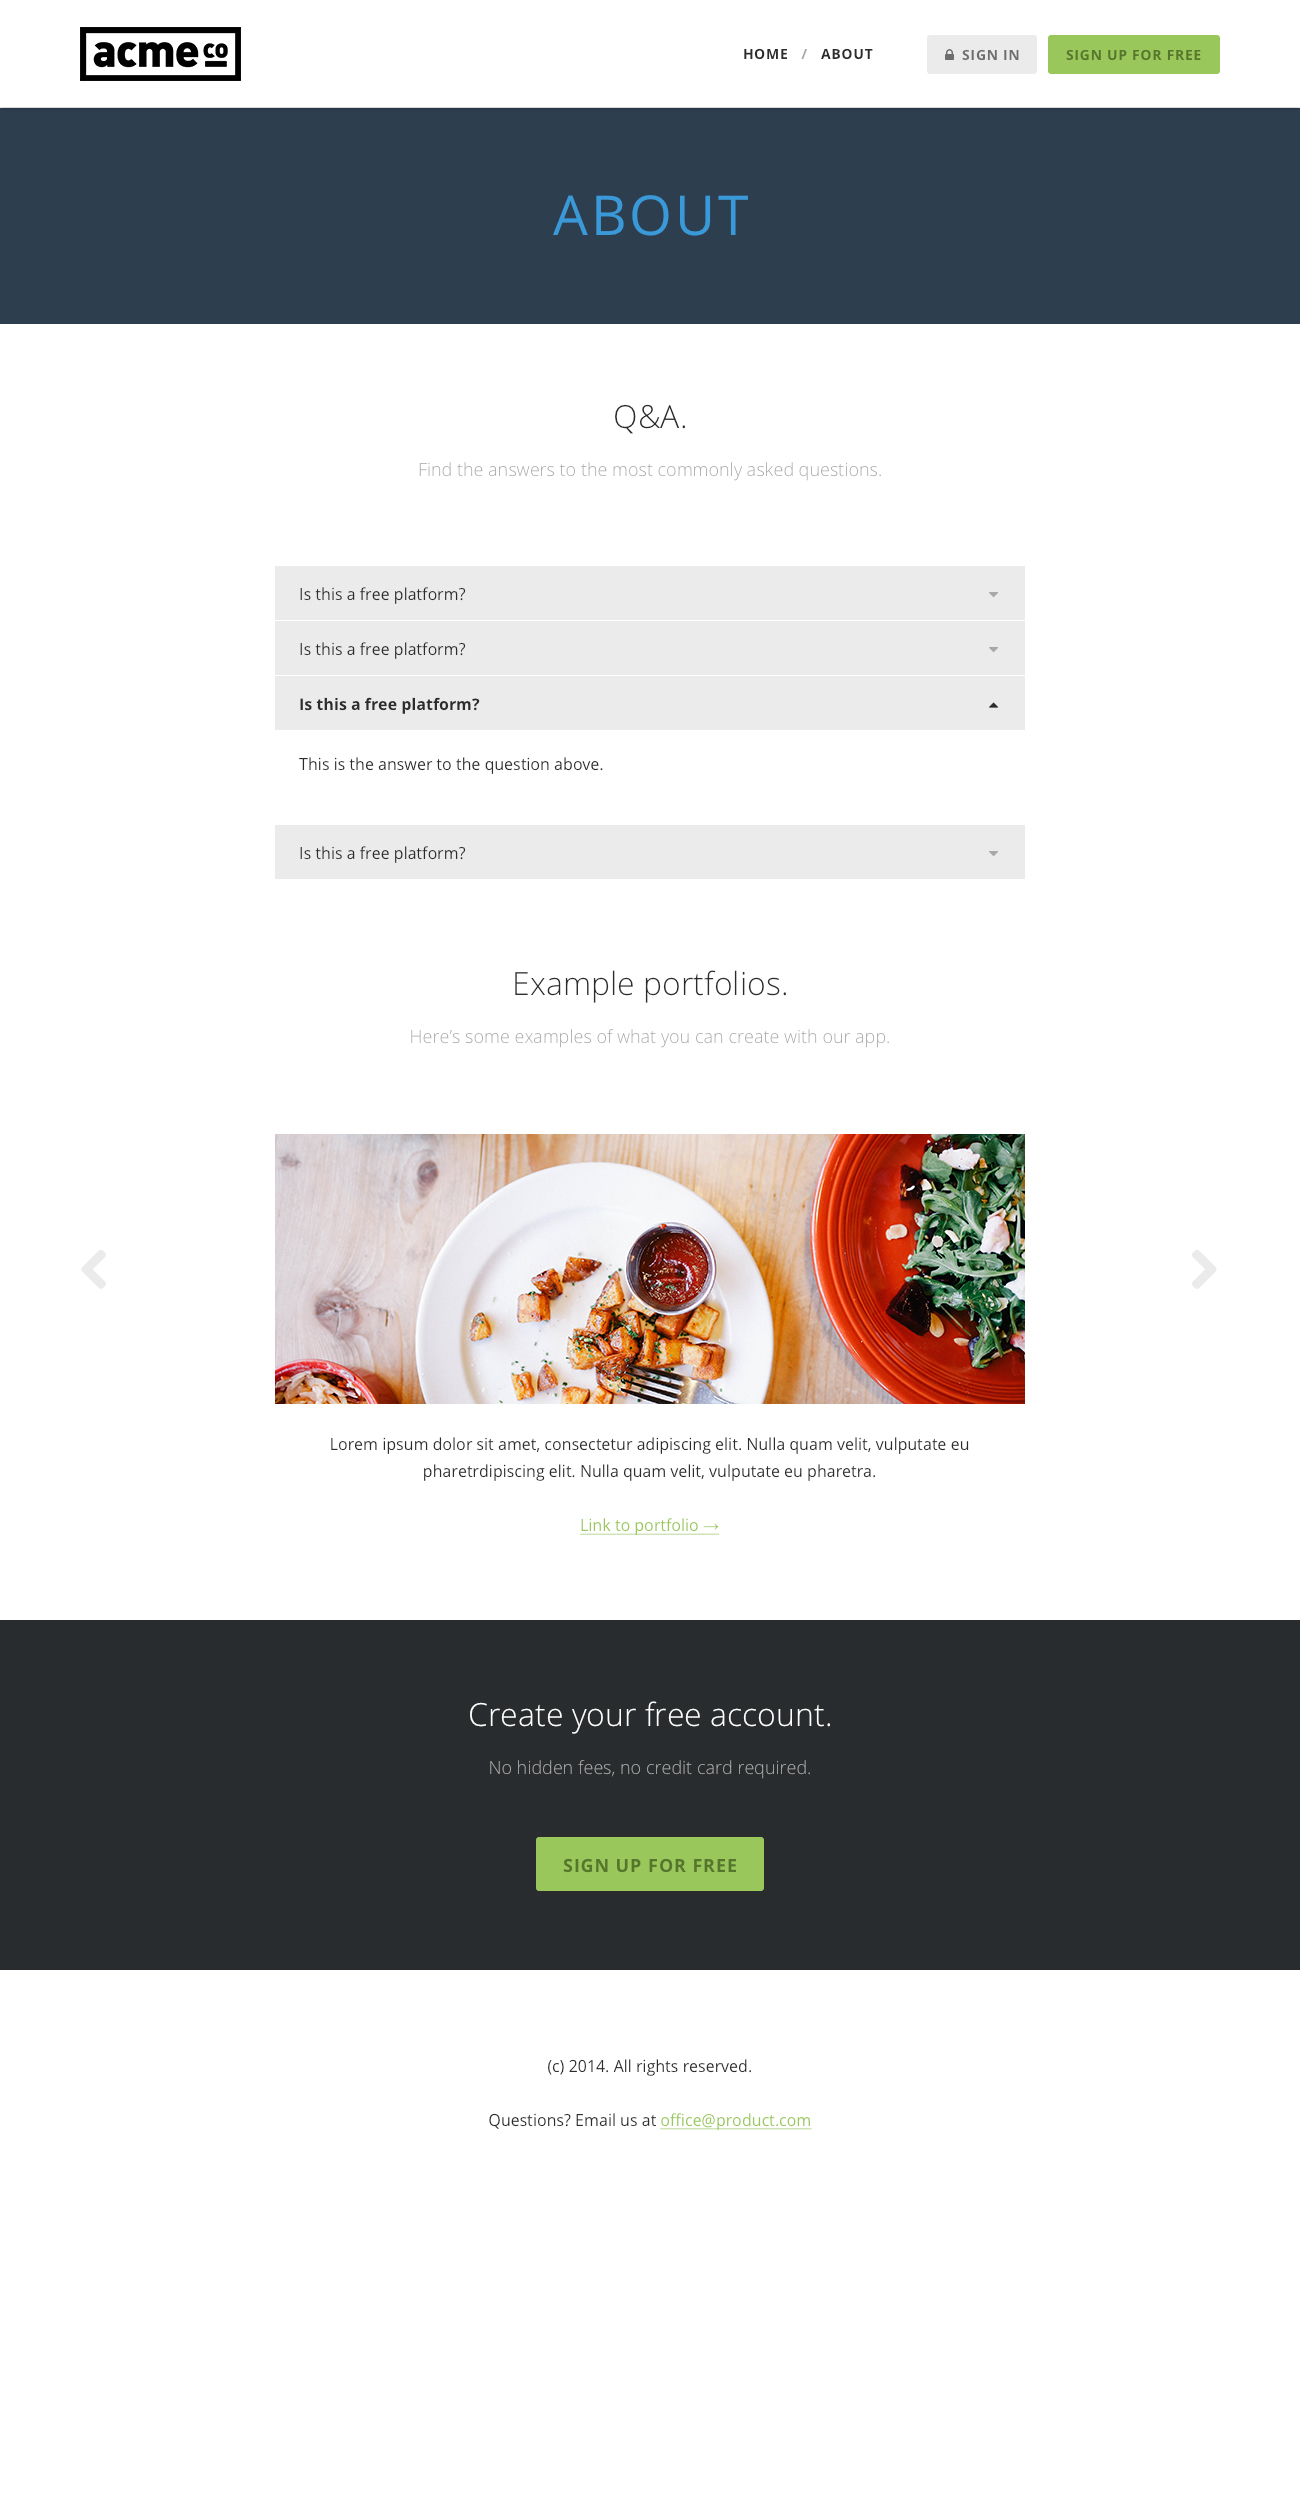 acme co
HOME / ABOUT
SIGN IN
SIGN UP FOR FREE
ABOUT
Q&A.
Find the answers to the most commonly asked questions.
Is this a free platform?
Is this a free platform?
Is this a free platform?
This is the answer to the question above.
Is this a free platform?
Example portfolios.
Here’s some examples of what you can create with our app.
Lorem ipsum dolor sit amet, consectetur adipiscing elit. Nulla quam velit, vulputate eu
pharetrdipiscing elit. Nulla quam velit, vulputate eu pharetra.
Link to portfolio →
Create your free account.
No hidden fees, no credit card required.
SIGN UP FOR FREE
(c) 2014. All rights reserved.
Questions? Email us at office@product.com